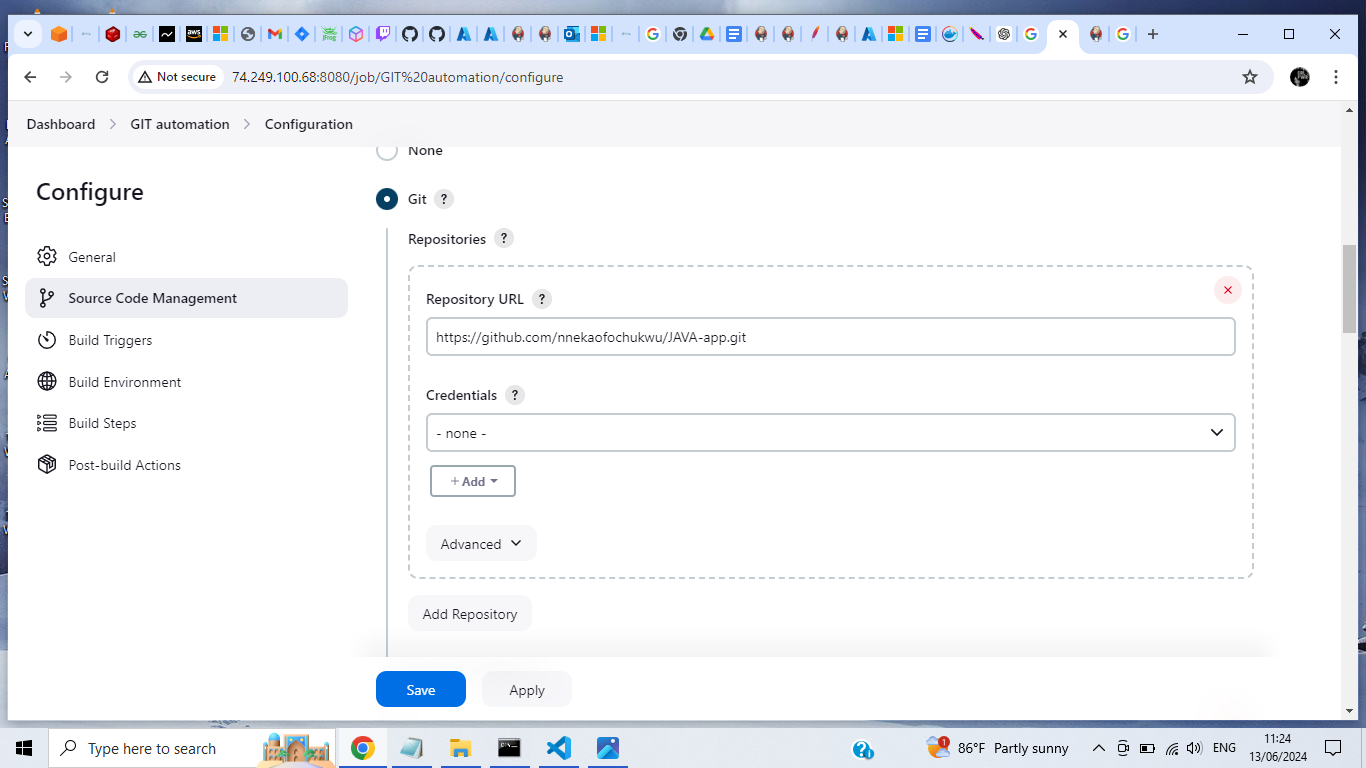 Not secure
74.249.100.68:8080/job/GIT%20automation/configure
Dashboard
GIT automation
Configuration
None
Configure
Git ?
Repositories ?
General
Repository URL ?
Source Code Management
https://github.com/nnekaofochukwu/JAVA-app.git
Build Triggers
Build Environment
Credentials ?
Build Steps
- none -
Post-build Actions
+ Add
Advanced
Add Repository
Save
Apply
Type here to search
1
86°F Partly sunny
ENG
11:24
13/06/2024